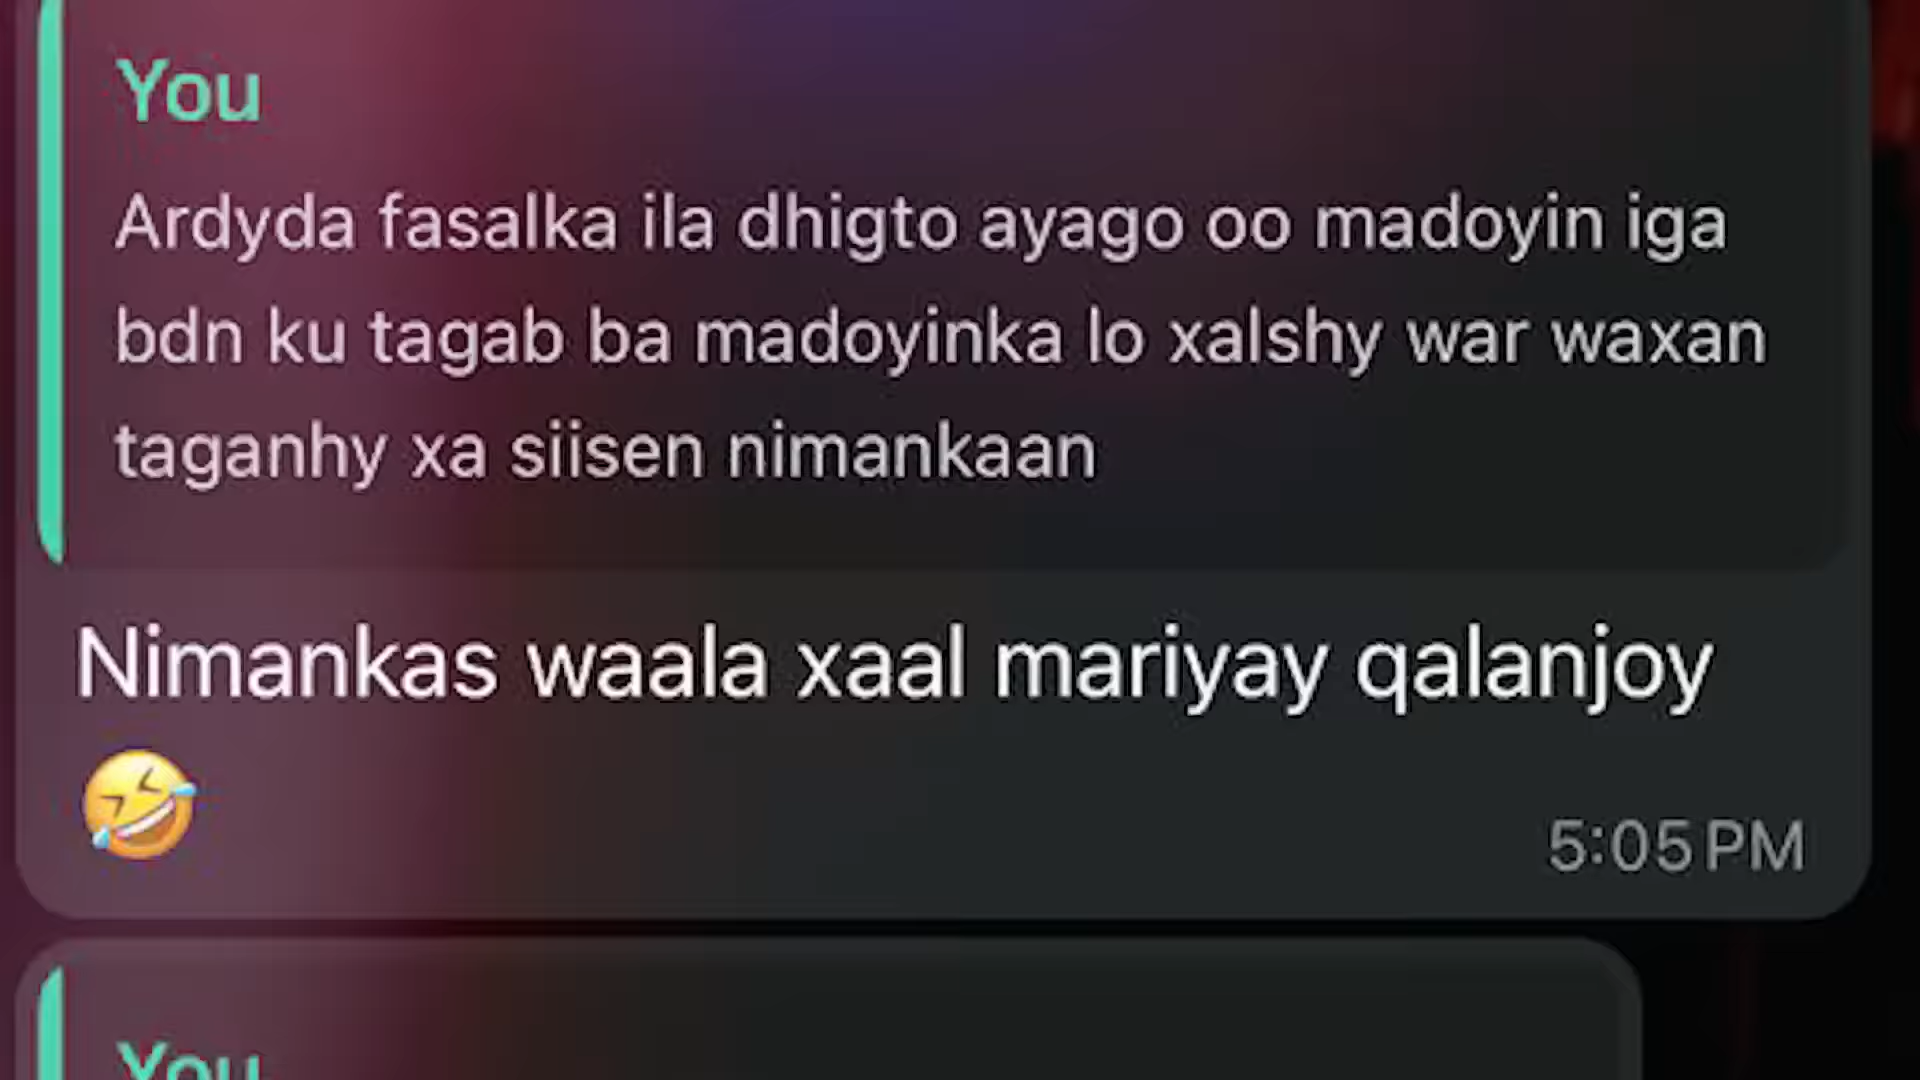 You
Ardyda fasalka ila dhigto ayago oo madoyin iga
bdn ku tagab ba madoyinka lo xalshy war waxan
taganhy xa siisen nimankaan
Nimankas waala xaal mariyay qalanjoy
🤣
5:05 PM
You